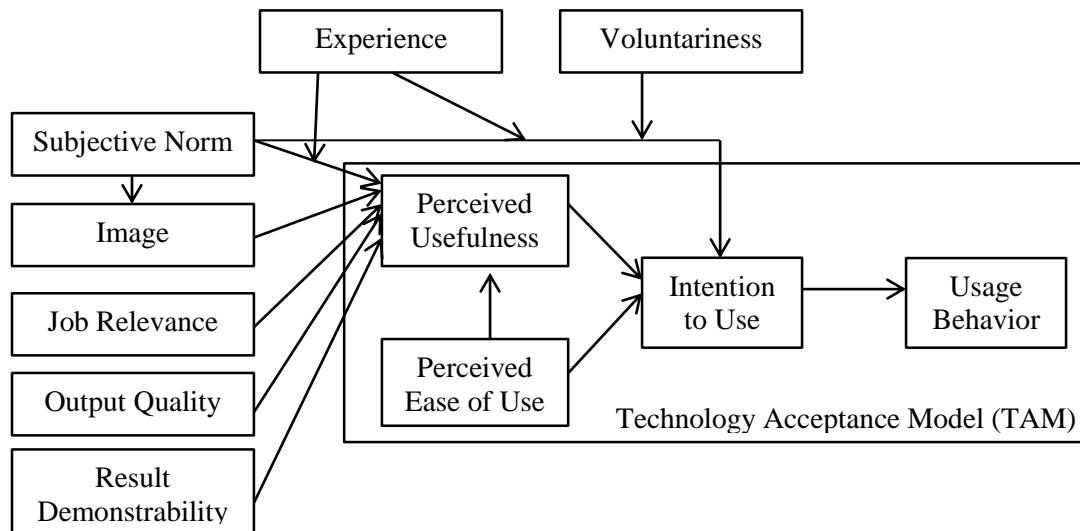 Experience
Voluntariness
Subjective Norm
Image
Perceived
Usefulness
Job Relevance
Intention
to Use
Usage
Behavior
Perceived
Ease of Use
Output Quality
Technology Acceptance Model (TAM)
Result
Demonstrability